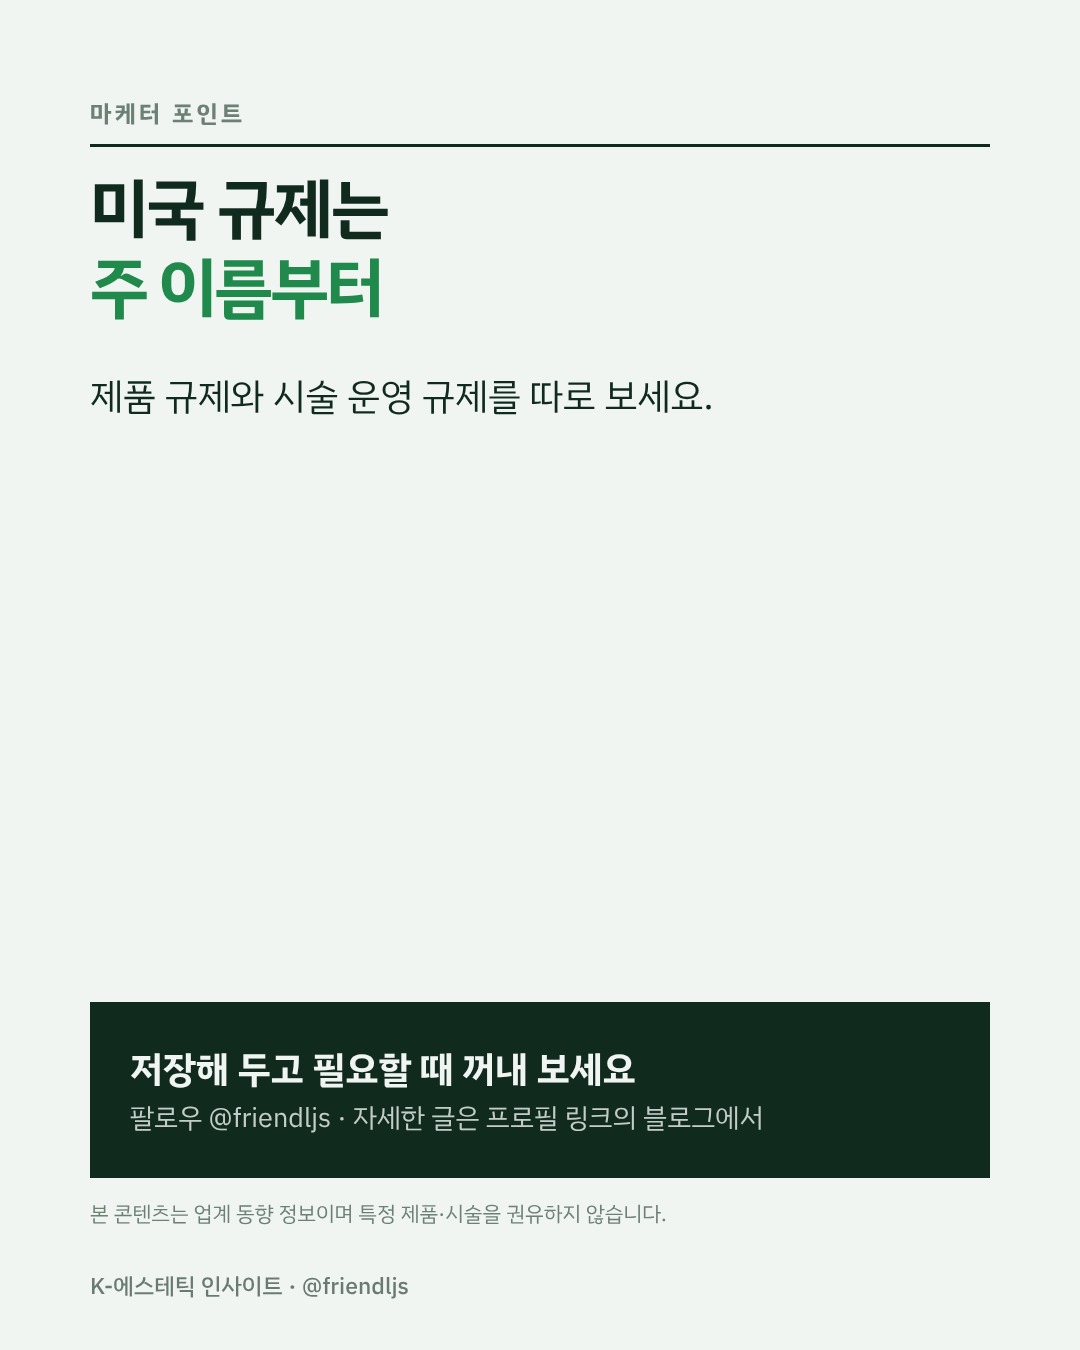 마케터 포인트
미국 규제는
주 이름부터
제품 규제와 시술 운영 규제를 따로 보세요.
저장해 두고 필요할 때 꺼내 보세요
팔로우 @friendljs · 자세한 글은 프로필 링크의 블로그에서
본 콘텐츠는 업계 동향 정보이며 특정 제품·시술을 권유하지 않습니다.
K-에스테틱 인사이트 · @friendljs